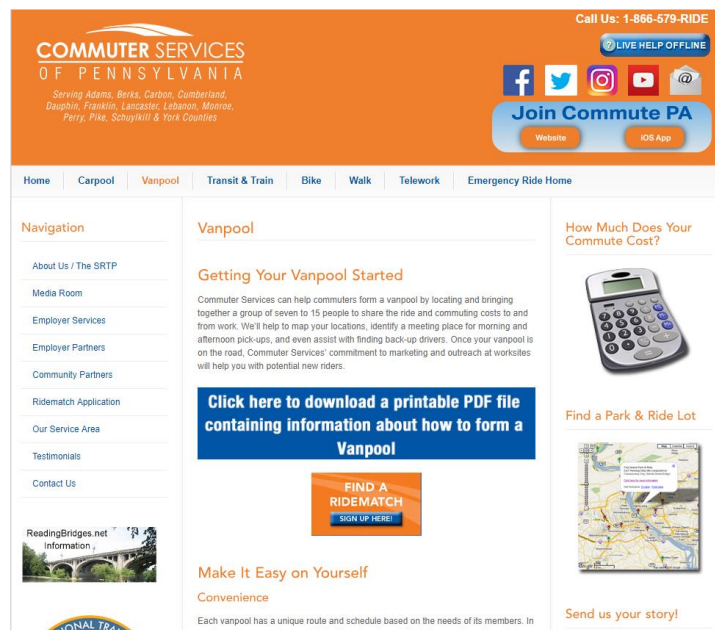 Call Us: 1-866-579-RIDE
LIVE HELP OFFLINE
COMMUTER SERVICES
OF PENNSYLVANIA
Serving Adams, Berks, Carbon, Cumberland,
Dauphin, Franklin, Lancaster, Lebanon, Monroe,
Perry, Pike, Schuylkill & York
Counties
Join Commute PA
Website
iOS App
Home
Carpool
Vanpool
Transit & Train
Bike
Walk
Telework
Emergency Ride Home
Navigation
About Us / The SRTP
Media Room
Employer Services
Employer Partners
Community Partners
Ridematch Application
Our Service Area
Testimonials
Contact Us
ReadingBridges.net
Information
Vanpool
Getting Your Vanpool Started
Commuter Services can help commuters form a vanpool by locating and bringing
together a group of seven to 15 people to share the ride and commuting costs to and
from work. We'll help to map your locations, identify a meeting place for morning and
afternoon pick-ups, and even assist with finding back-up drivers. Once your vanpool is
on the road, Commuter Services' commitment to marketing and outreach at worksites
will help you with potential new riders.
Click here to download a printable PDF file
containing information about how to form a
Vanpool
FIND A
RIDEMATCH
SIGN UP HERE!
Make It Easy on Yourself
Convenience
Each vanpool has a unique route and schedule based on the needs of its members. In
How Much Does Your
Commute Cost?
Find a Park & Ride Lot
Send us your story!